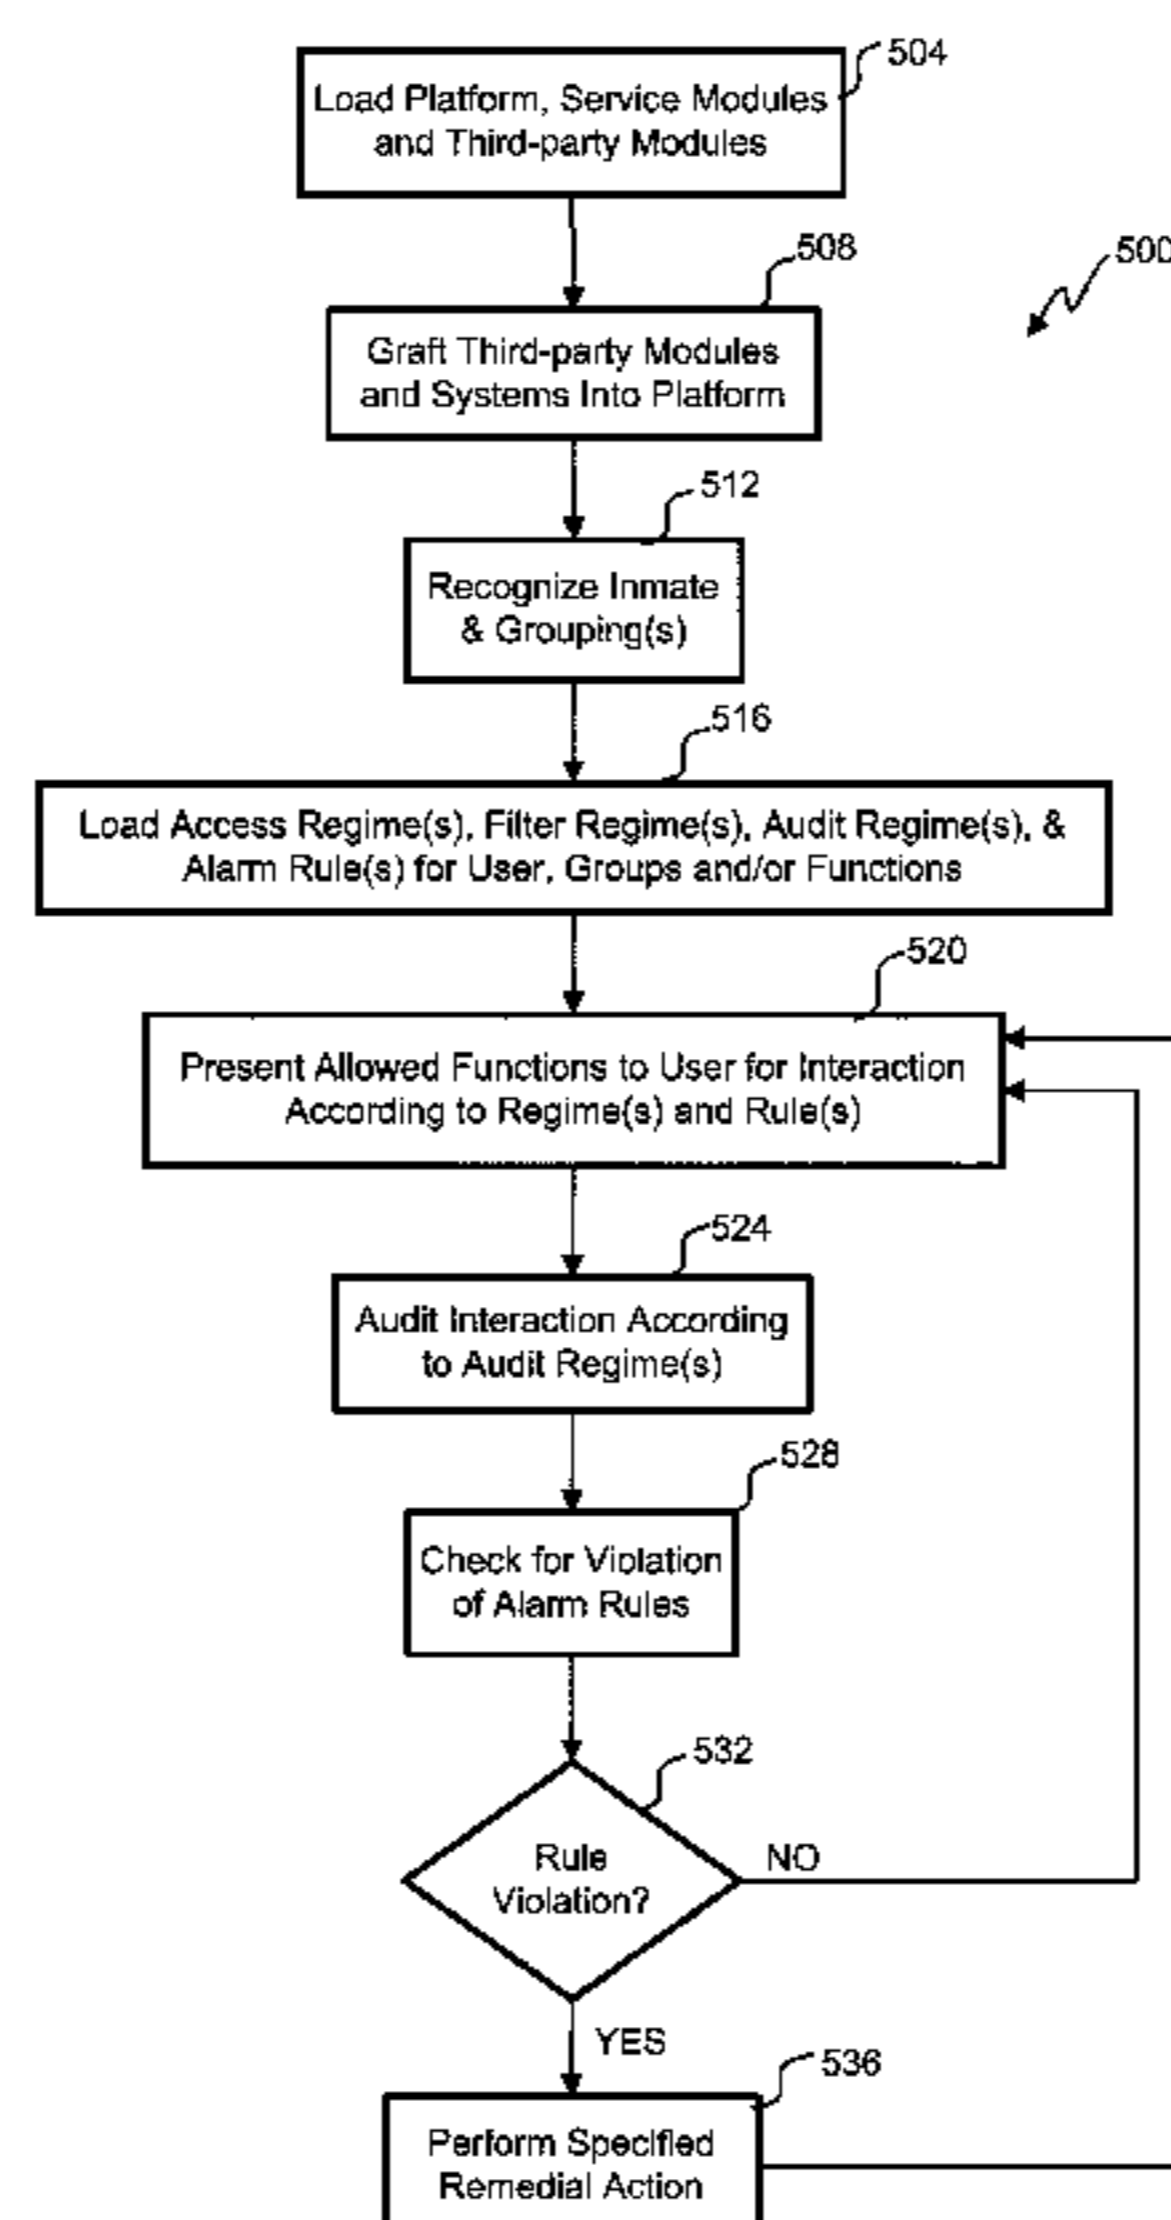 504
Load Platform, Service Modules
and Third-party Modules
508
500
Graft Third-party Modules
and Systems Into Platform
512
Recognize Inmate
& Grouping(s)
516
Load Access Regime(s), Filter Regime(s), Audit Regime(s), &
Alarm Rule(s) for User, Groups and/or Functions
520
Present Allowed Functions to User for Interaction
According to Regime(s) and Rule(s)
524
Audit Interaction According
to Audit Regime(s)
528
Check for Violation
of Alarm Rules
532
Rule
Violation?
NO
YES
536
Perform Specified
Remedial Action